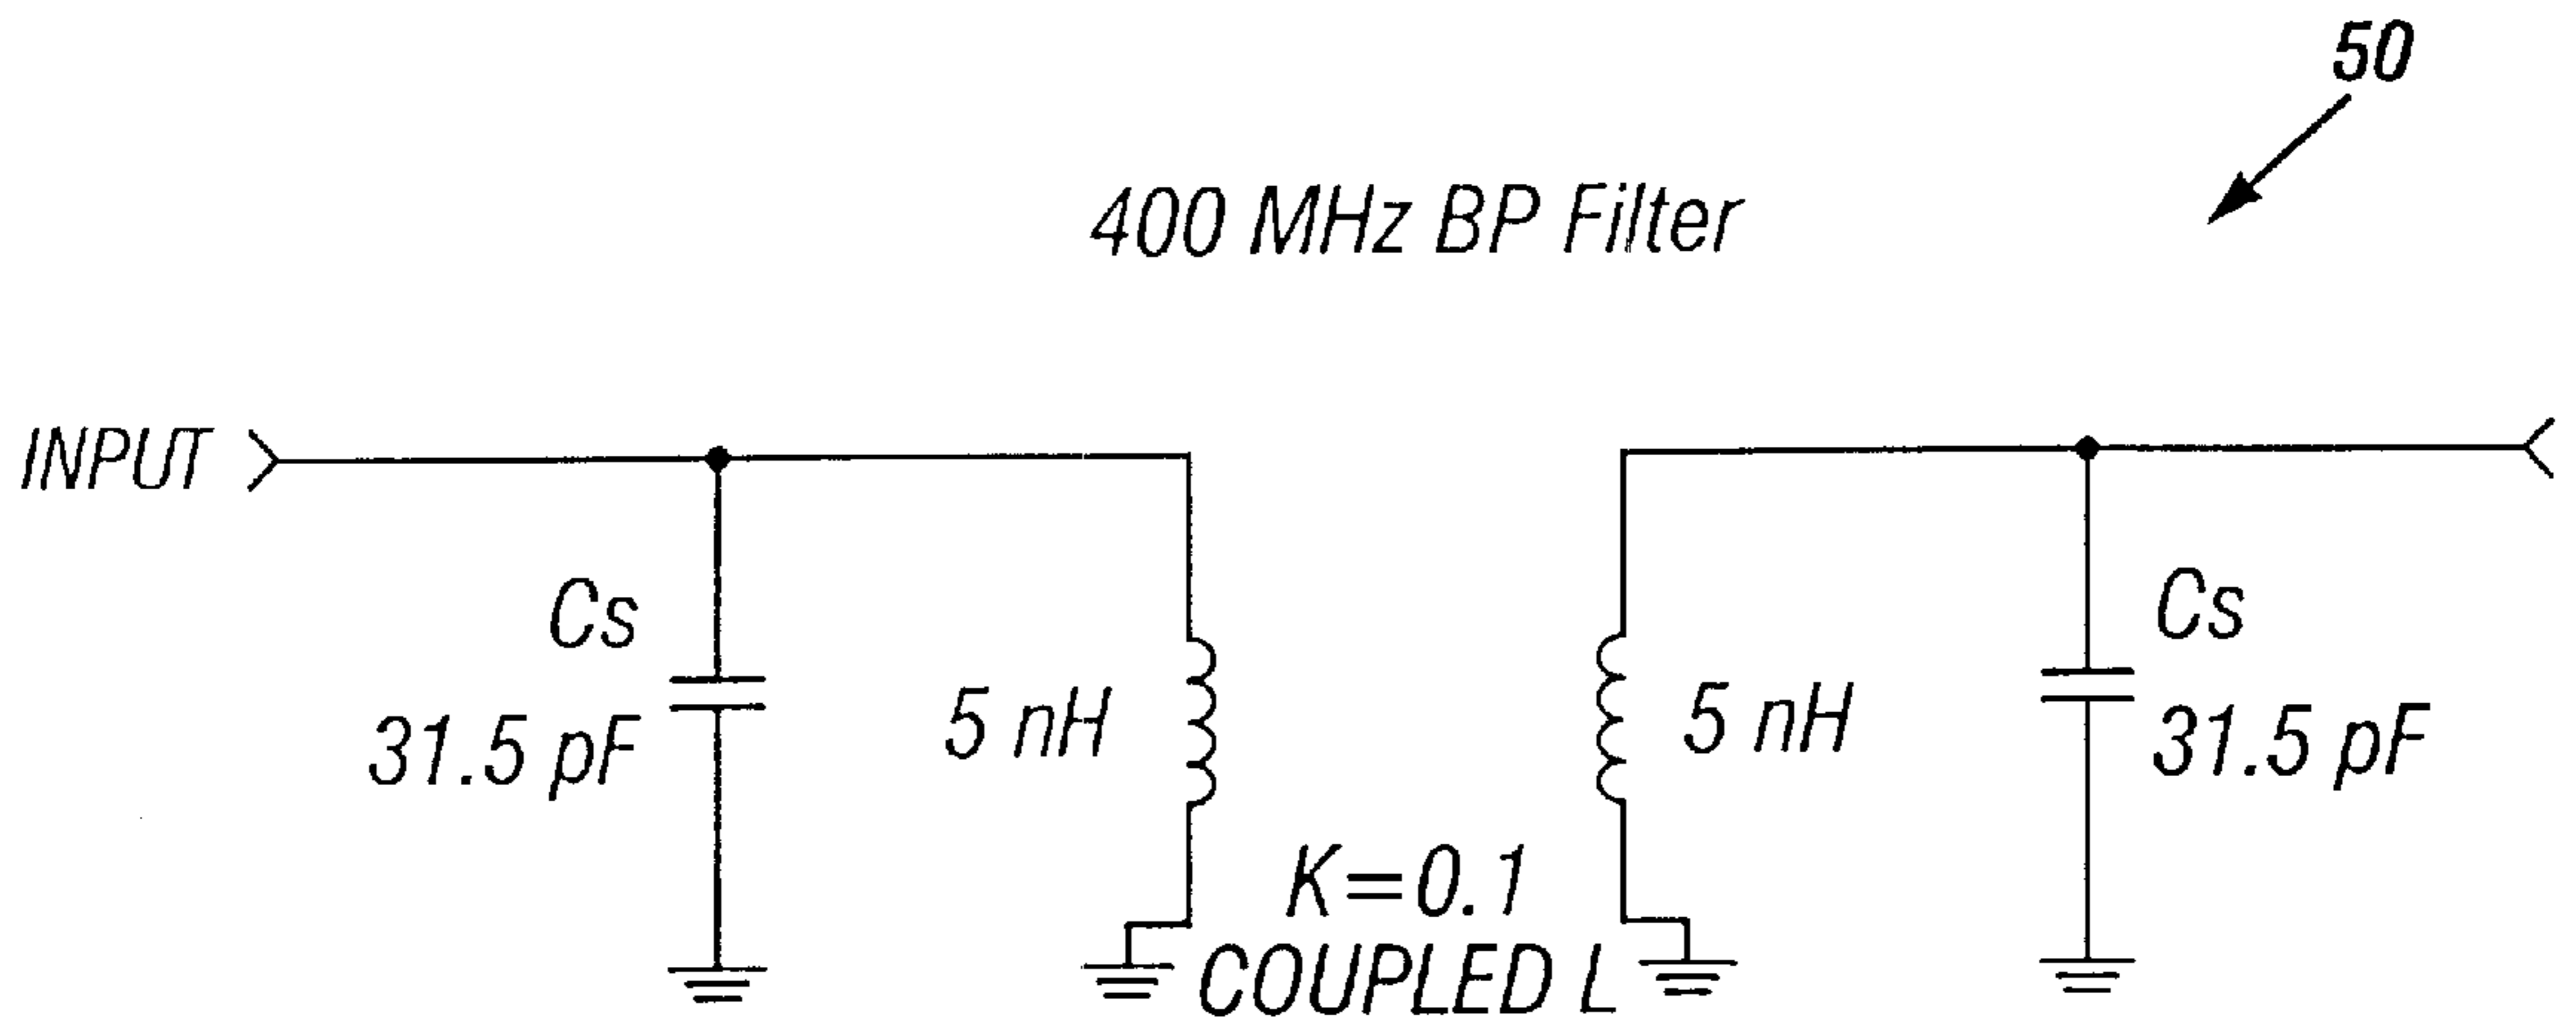 50
400 MHz BP Filter
INPUT
Cs
31.5 pF
5 nH
5 nH
Cs
31.5 pF
K=0.1
COUPLED L